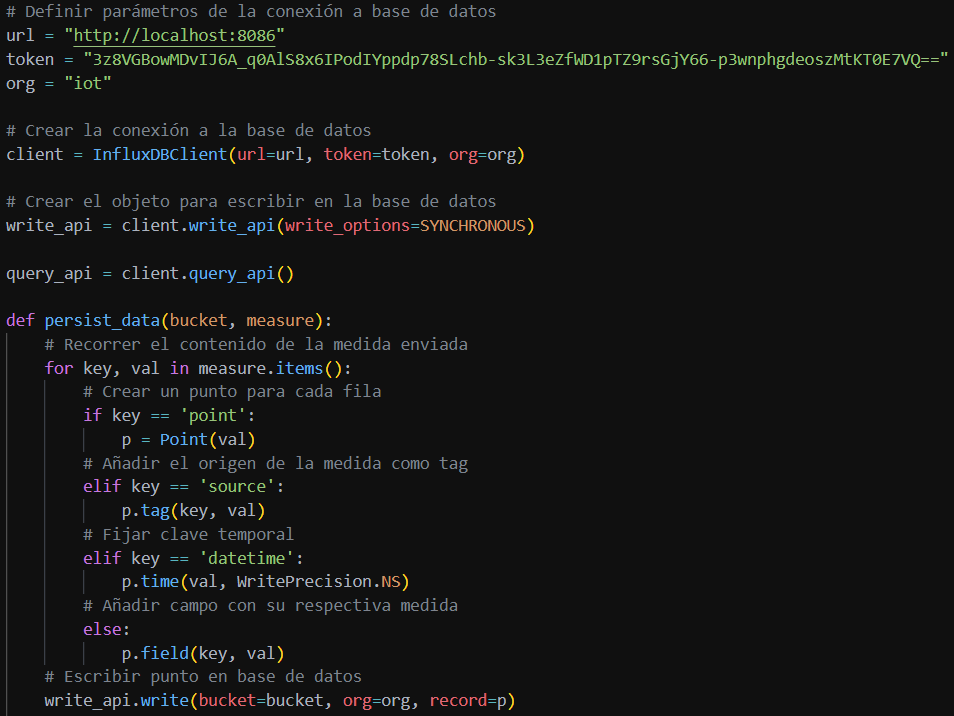 # Definir parámetros de la conexión a base de datos
url = "http://localhost:8086"
token = "3z8VGBowMDvIJ6A_q0AlS8x6IPodIYppdp78SLchb-sk3L3eZfWD1pTZ9rsGjY66-p3wnphgdeoszMtKT0E7VQ=="
org = "iot"
# Crear la conexión a la base de datos
client = InfluxDBClient(url=url, token=token, org=org)
# Crear el objeto para escribir en la base de datos
write_api = client.write_api(write_options=SYNCHRONOUS)
query_api = client.query_api()
def persist_data(bucket, measure):
    # Recorrer el contenido de la medida enviada
    for key, val in measure.items():
        # Crear un punto para cada fila
        if key == 'point':
            p = Point(val)
        # Añadir el origen de la medida como tag
        elif key == 'source':
            p.tag(key, val)
        # Fijar clave temporal
        elif key == 'datetime':
            p.time(val, WritePrecision.NS)
        # Añadir campo con su respectiva medida
        else:
            p.field(key, val)
    # Escribir punto en base de datos
    write_api.write(bucket=bucket, org=org, record=p)